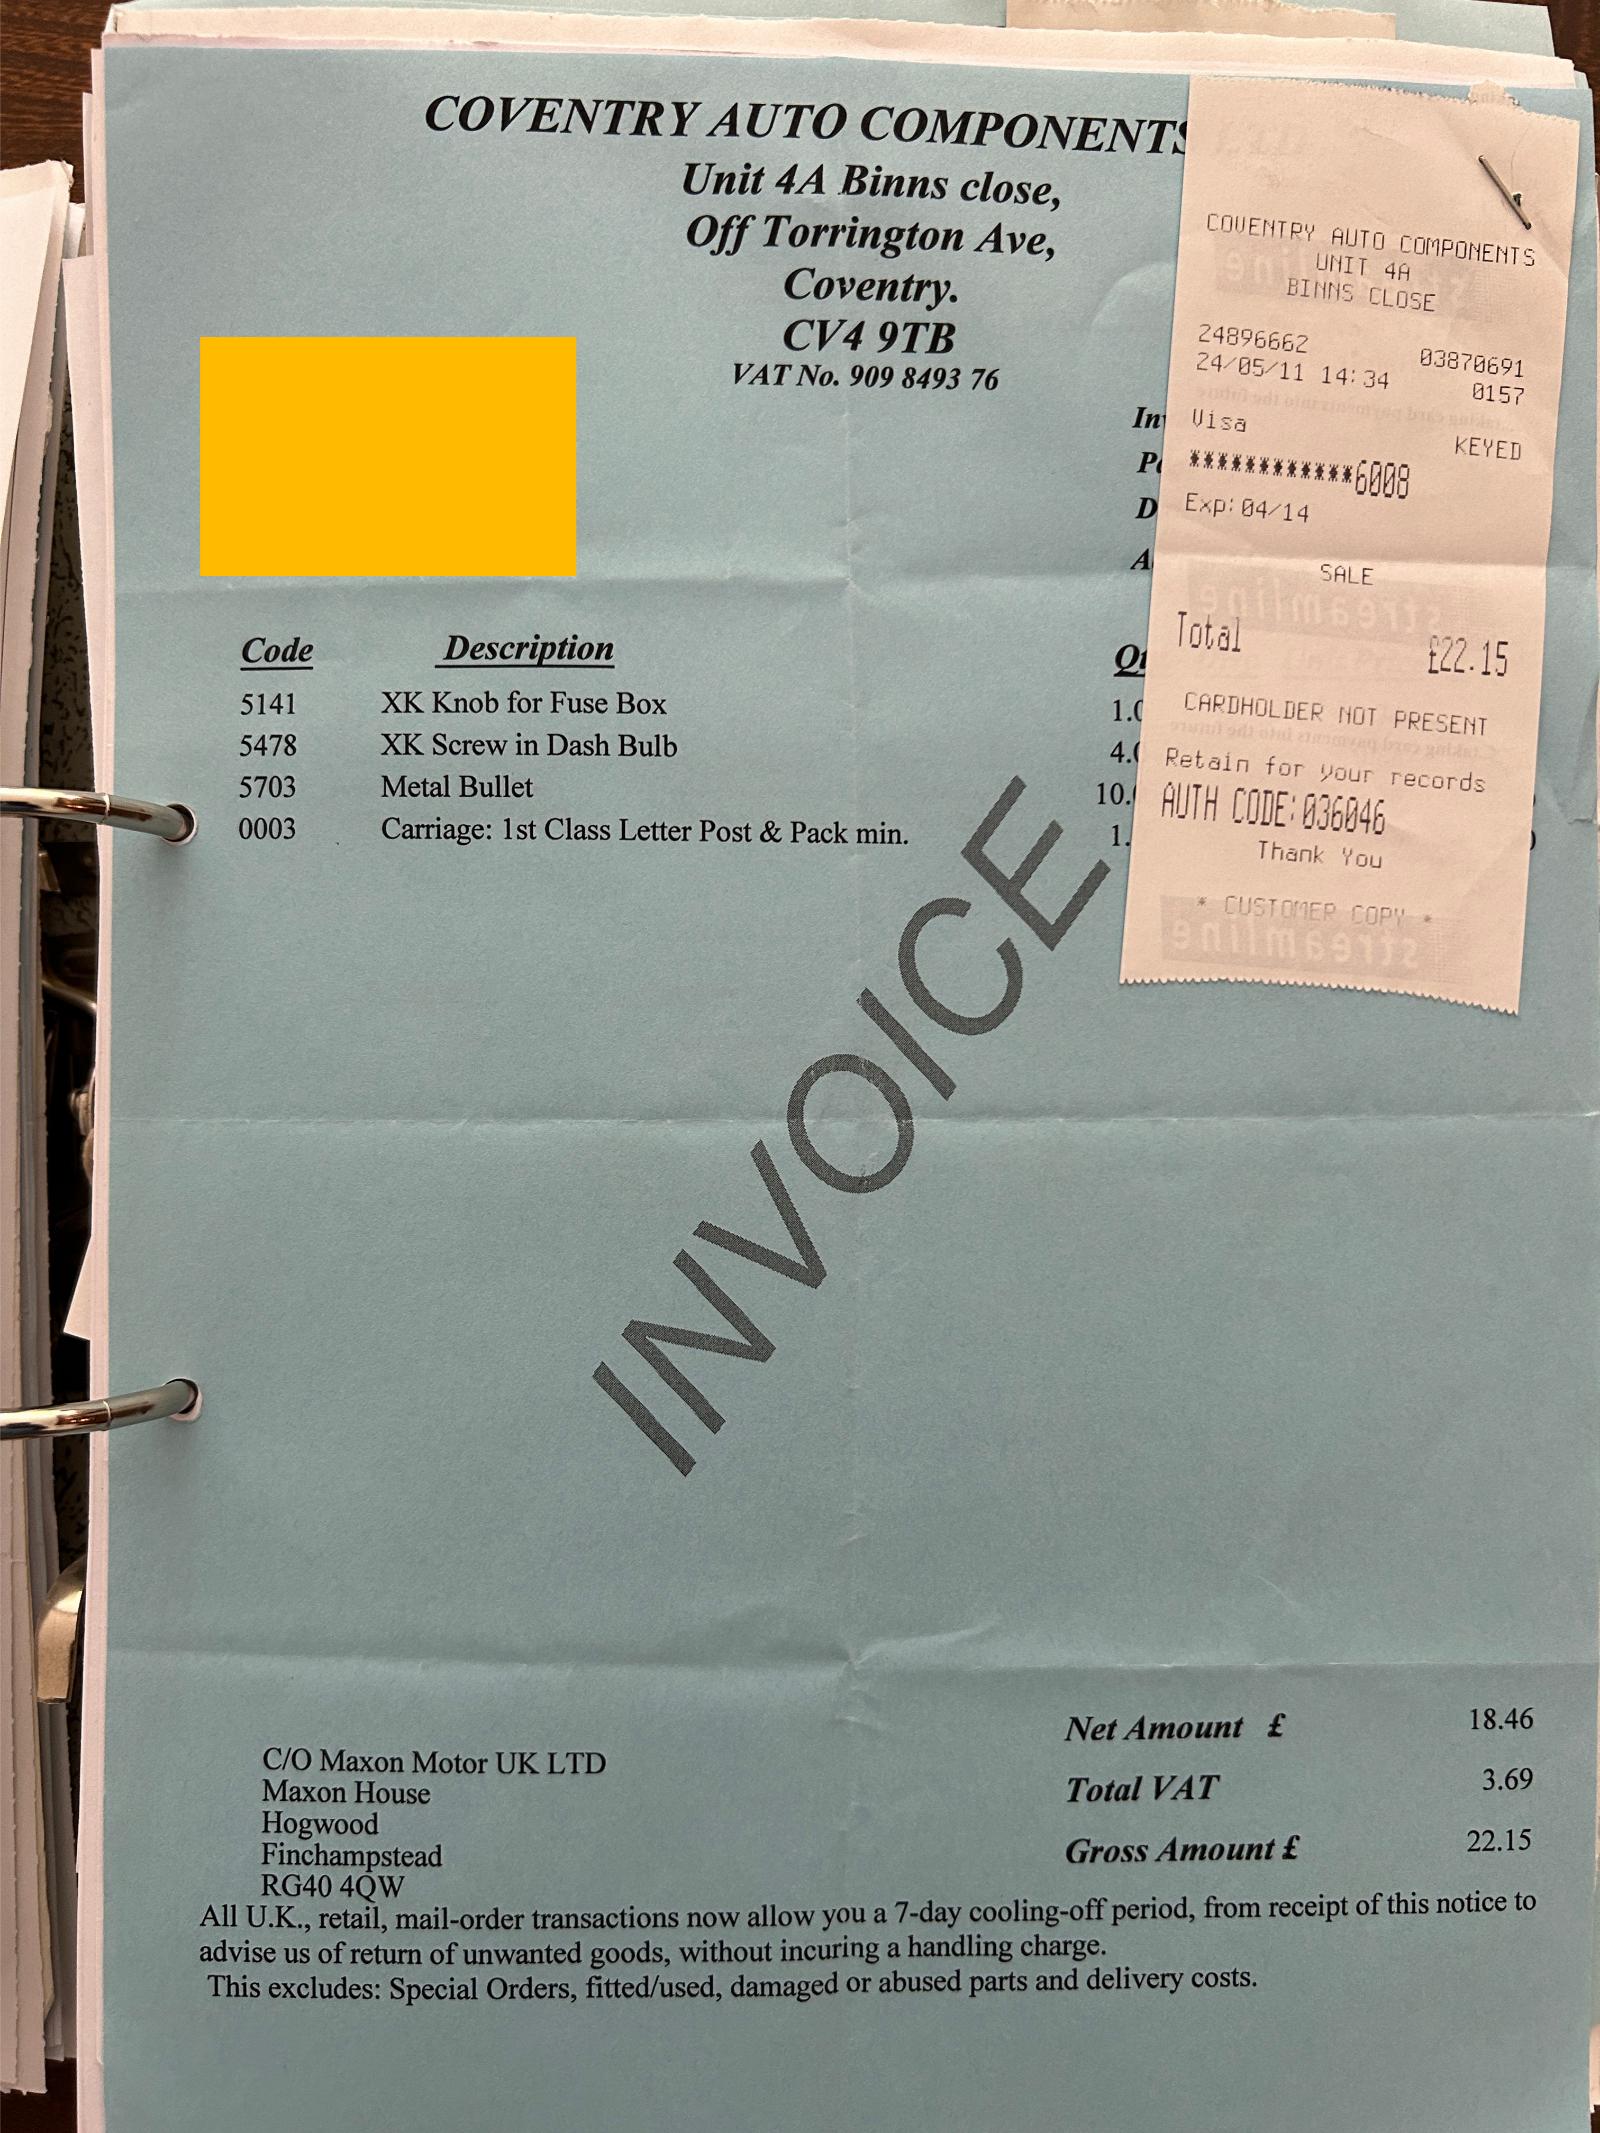 COVENTRY AUTO COMPONENTS
Unit 4A Binns close,
Off Torrington Ave,
Coventry.
CV4 9TB
VAT No. 909 8493 76
Code Description
5141 XK Knob for Fuse Box
5478 XK Screw in Dash Bulb
5703 Metal Bullet
0003 Carriage: 1st Class Letter Post & Pack min.
COVENTRY AUTO COMPONENTS
UNIT 4A
BINNS CLOSE
24896662 03870691
24/05/11 14:34 0157
Visa KEYED
************6008
Exp:04/14
SALE
Total £22.15
CARDHOLDER NOT PRESENT
Retain for your records
AUTH CODE:036046
Thank You
* CUSTOMER COPY *
streamline
INVOICE
Net Amount £ 18.46
Total VAT 3.69
Gross Amount £ 22.15
C/O Maxon Motor UK LTD
Maxon House
Hogwood
Finchampstead
RG40 4QW
All U.K., retail, mail-order transactions now allow you a 7-day cooling-off period, from receipt of this notice to
advise us of return of unwanted goods, without incuring a handling charge.
This excludes: Special Orders, fitted/used, damaged or abused parts and delivery costs.